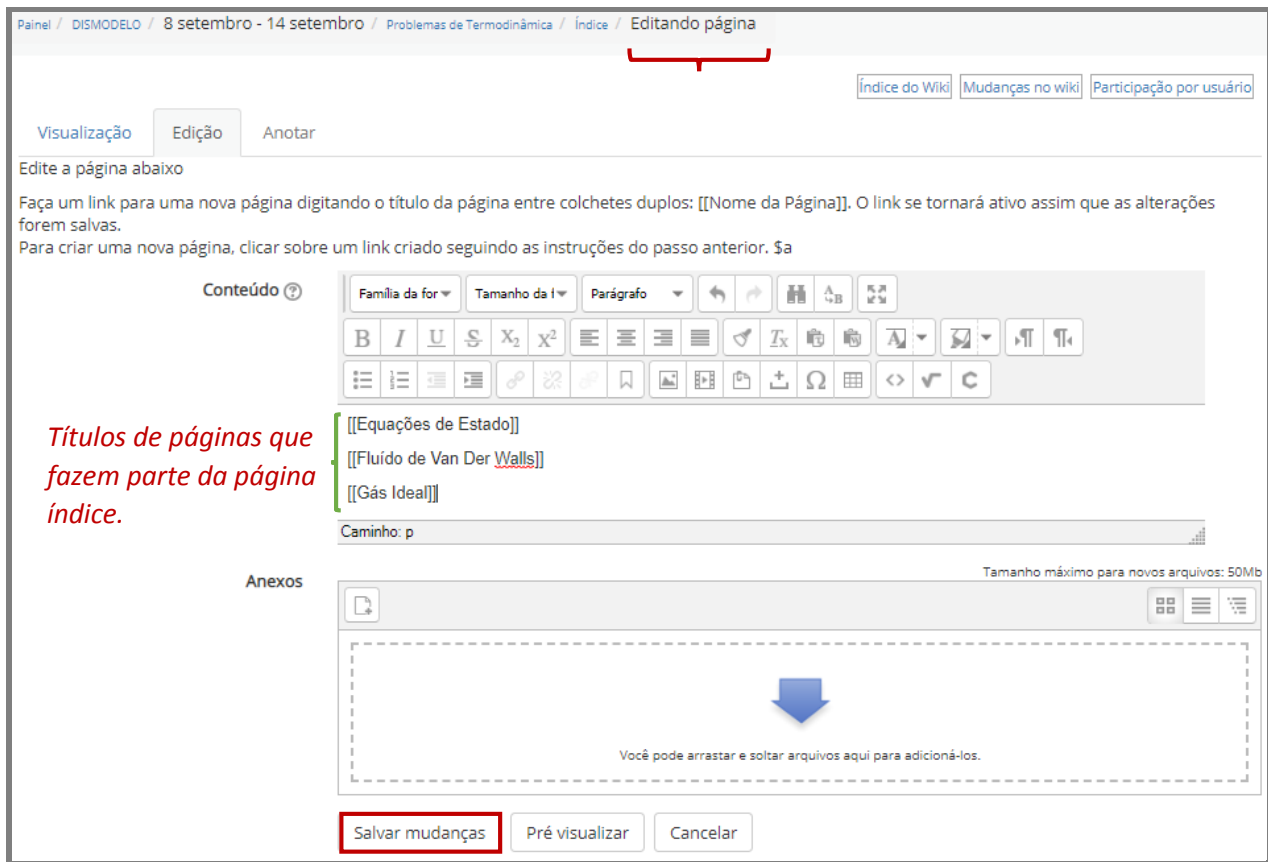 Painel / DISMODELO / 8 setembro - 14 setembro / Problemas de Termodinâmica / Índice / Editando página
Índice do Wiki Mudanças no wiki Participação por usuário
Visualização Edição Anotar
Edite a página abaixo
Faça um link para uma nova página digitando o título da página entre colchetes duplos: [[Nome da Página]]. O link se tornará ativo assim que as alterações
forem salvas.
Para criar uma nova página, clicar sobre um link criado seguindo as instruções do passo anterior. $a
Conteúdo
Família da for Tamanho da f Parágrafo
[[Equações de Estado]]
[[Fluído de Van Der Walls]]
[[Gás Ideal]]
Títulos de páginas que
fazem parte da página
índice.
Caminho: p
Tamanho máximo para novos arquivos: 50Mb
Anexos
Você pode arrastar e soltar arquivos aqui para adicioná-los.
Salvar mudanças Pré visualizar Cancelar